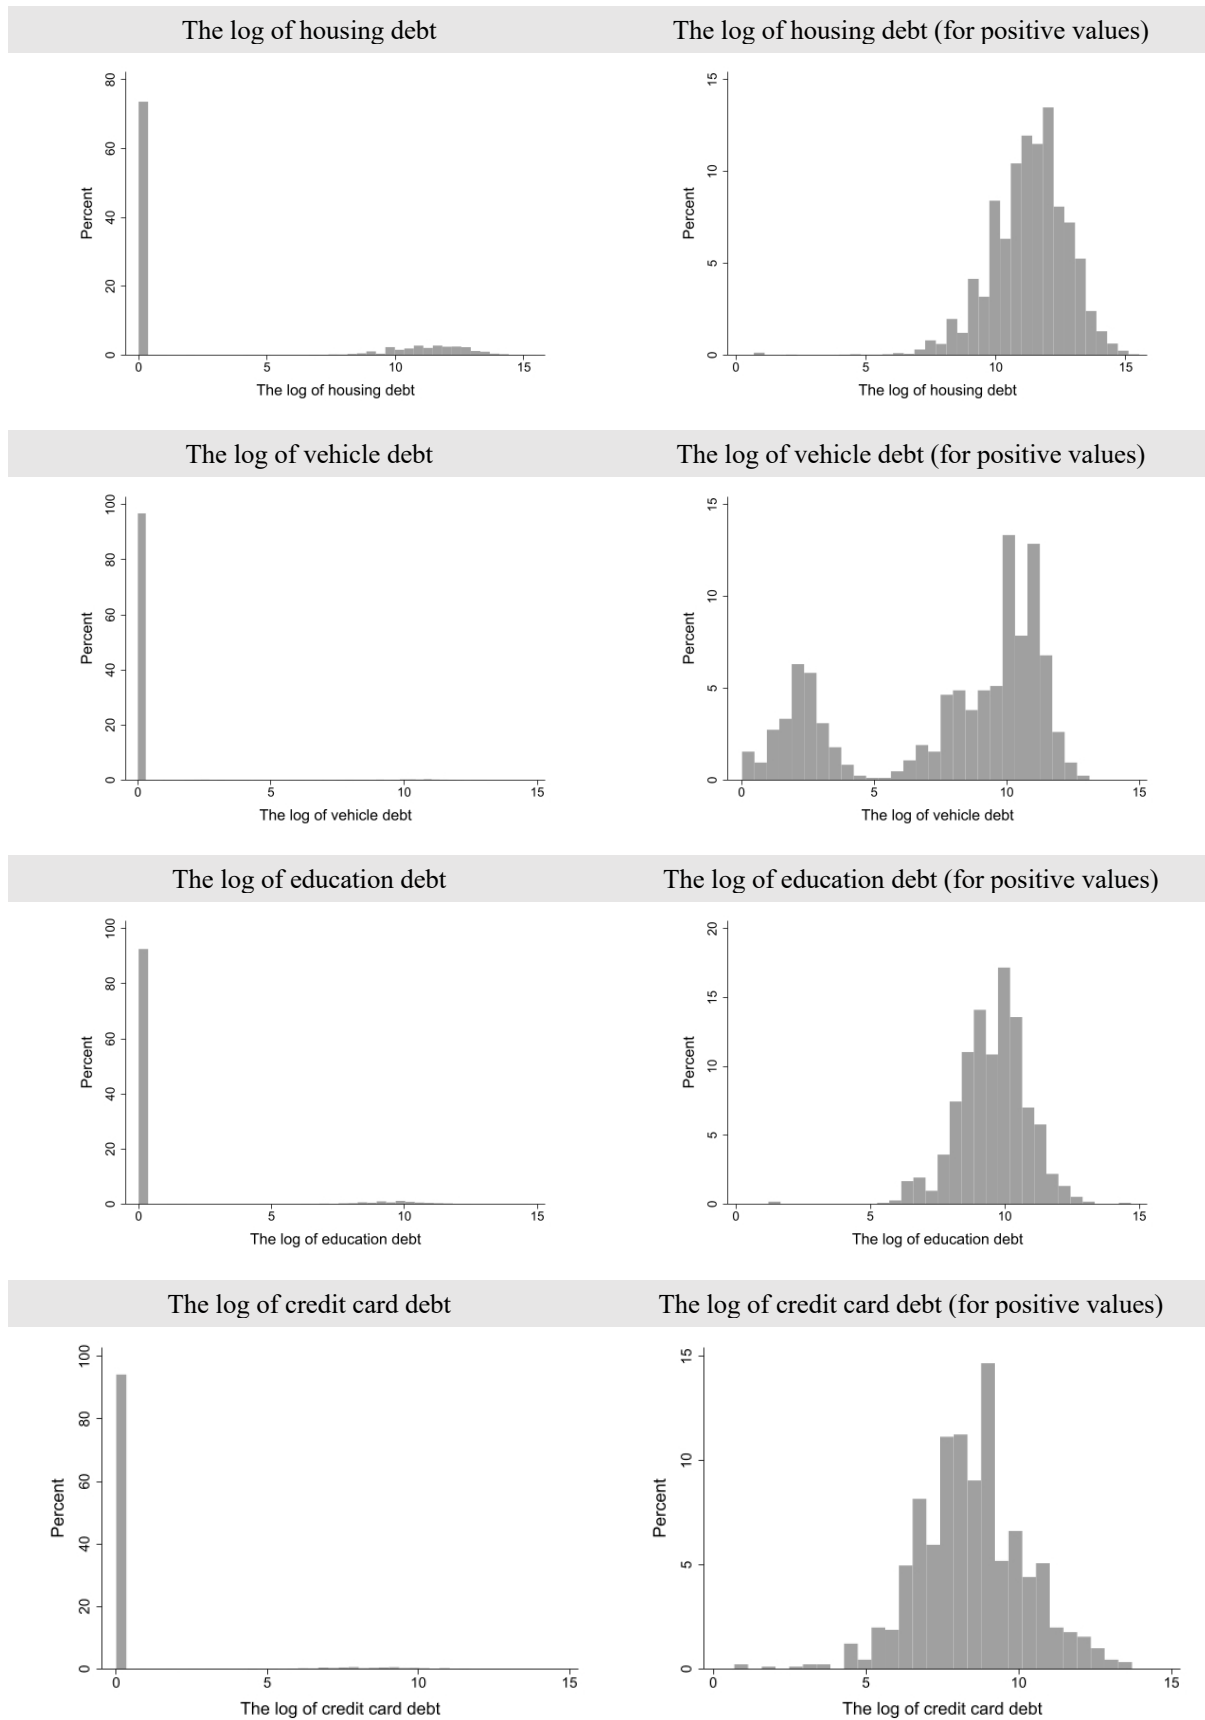 The log of housing debt
The log of housing debt (for positive values)
80
60
40
20
0
Percent
0 5 10 15
The log of housing debt
15
10
5
0
Percent
0 5 10 15
The log of housing debt
The log of vehicle debt
The log of vehicle debt (for positive values)
100
80
60
40
20
0
Percent
0 5 10 15
The log of vehicle debt
15
10
5
0
Percent
0 5 10 15
The log of vehicle debt
The log of education debt
The log of education debt (for positive values)
100
80
60
40
20
0
Percent
0 5 10 15
The log of education debt
20
15
10
5
0
Percent
0 5 10 15
The log of education debt
The log of credit card debt
The log of credit card debt (for positive values)
100
80
60
40
20
0
Percent
0 5 10 15
The log of credit card debt
15
10
5
0
Percent
0 5 10 15
The log of credit card debt